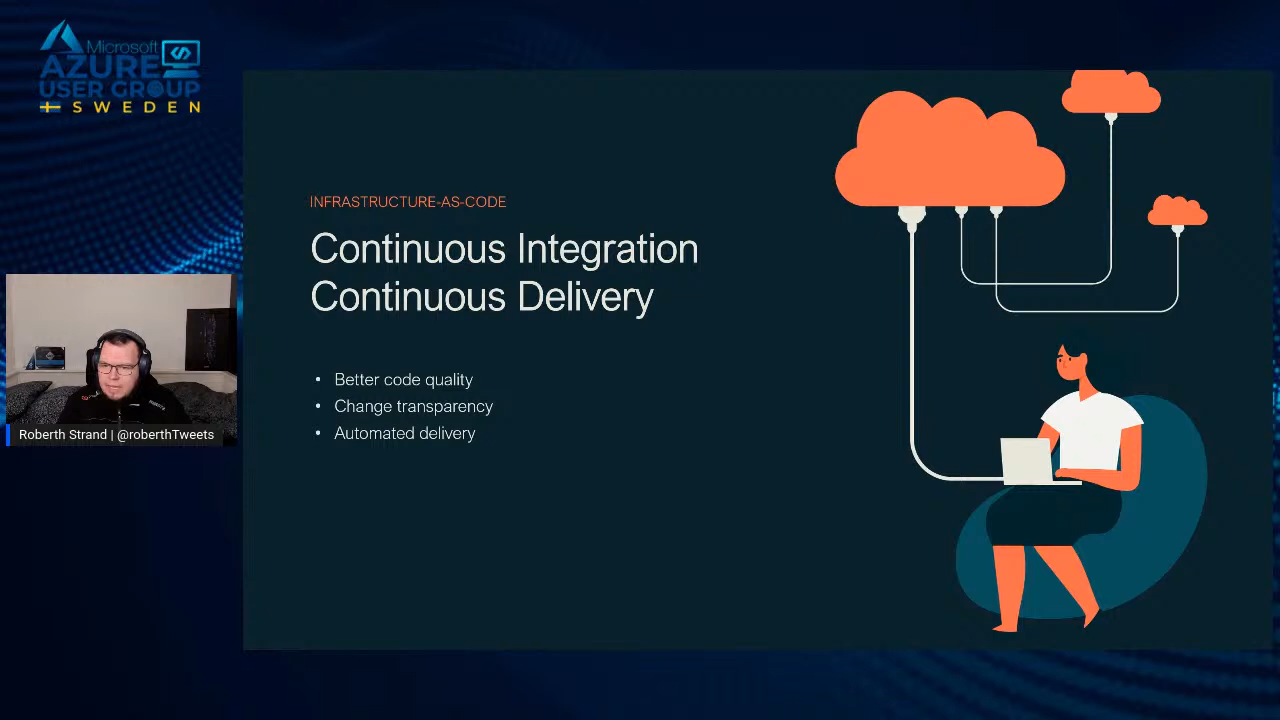 Microsoft
AZURE
USER GROUP
SWEDEN
INFRASTRUCTURE-AS-CODE
Continuous Integration
Continuous Delivery
• Better code quality
• Change transparency
• Automated delivery
Roberth Strand | @roberthTweets